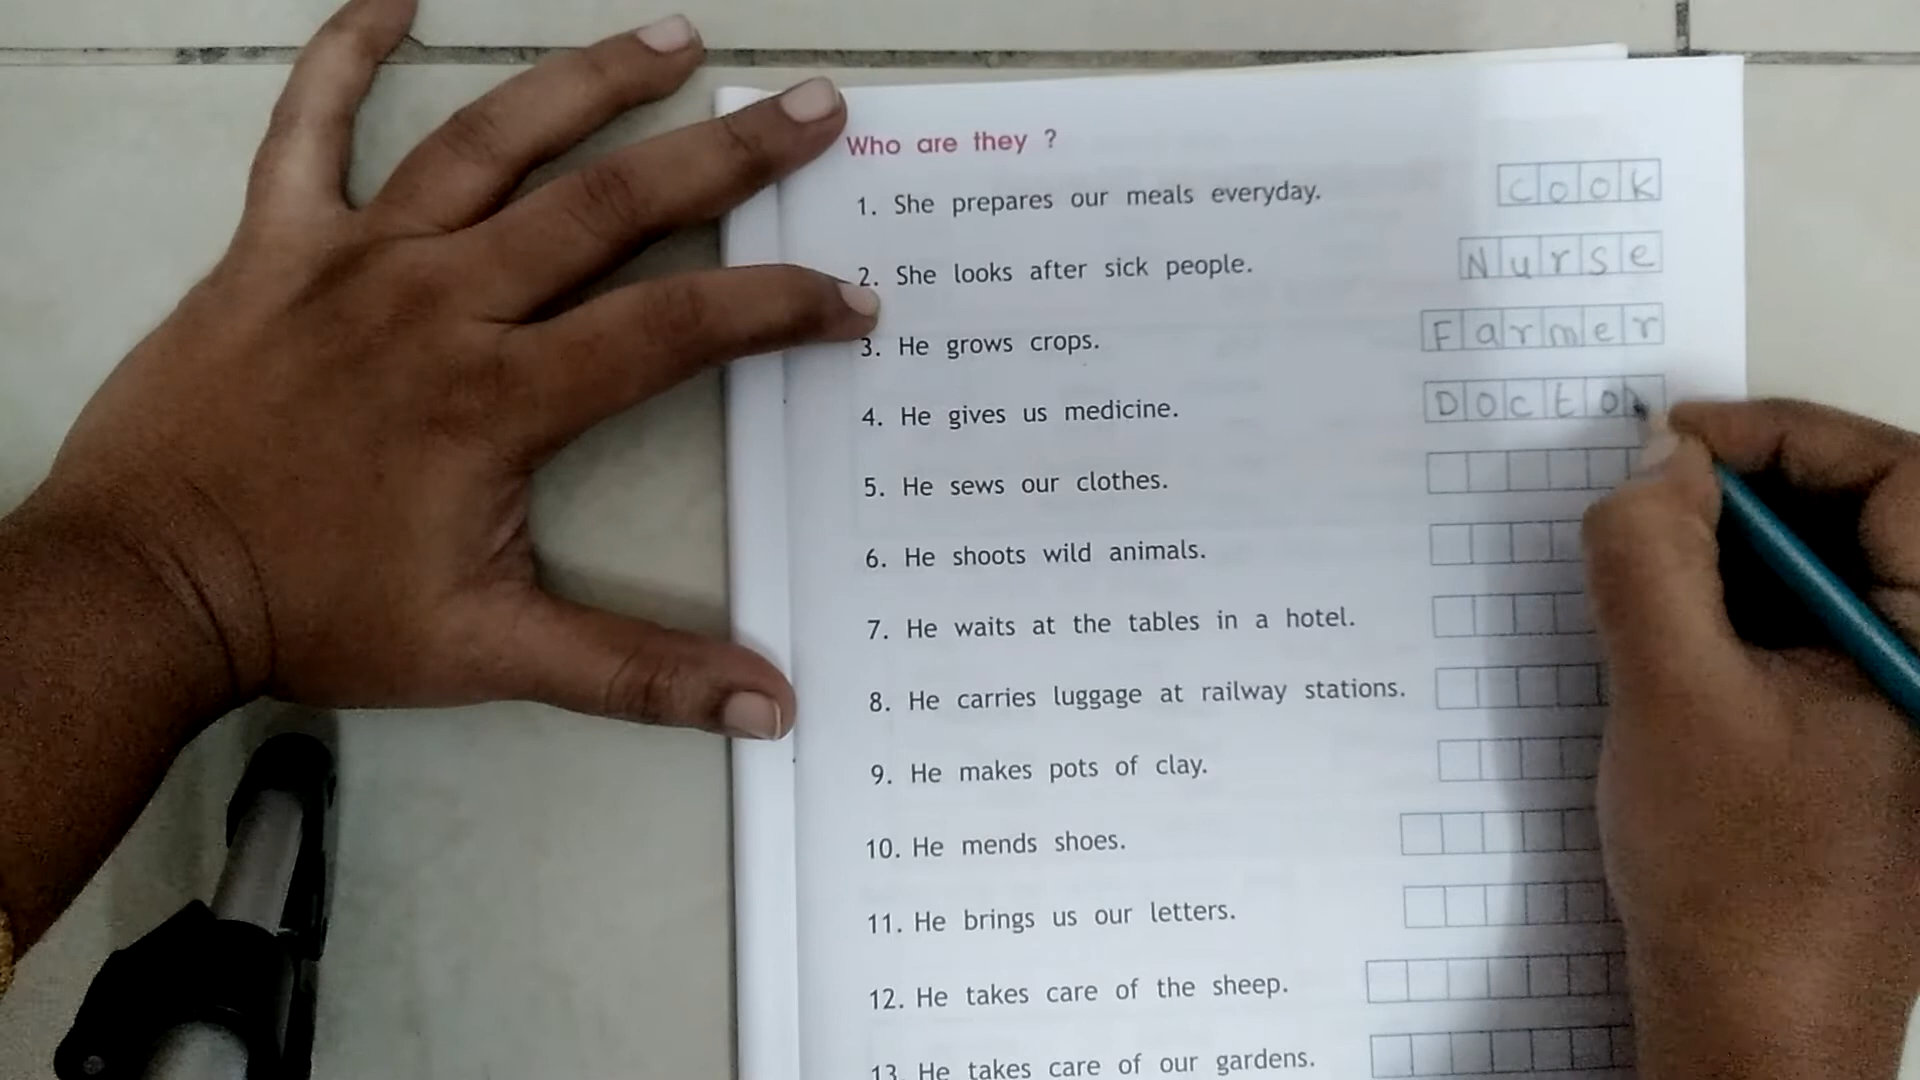 Who are they ?
1. She prepares our meals everyday. cook
2. She looks after sick people. Nurse
3. He grows crops. Farmer
4. He gives us medicine. Docto
5. He sews our clothes.
6. He shoots wild animals.
7. He waits at the tables in a hotel.
8. He carries luggage at railway stations.
9. He makes pots of clay.
10. He mends shoes.
11. He brings us our letters.
12. He takes care of the sheep.
13. He takes care of our gardens.